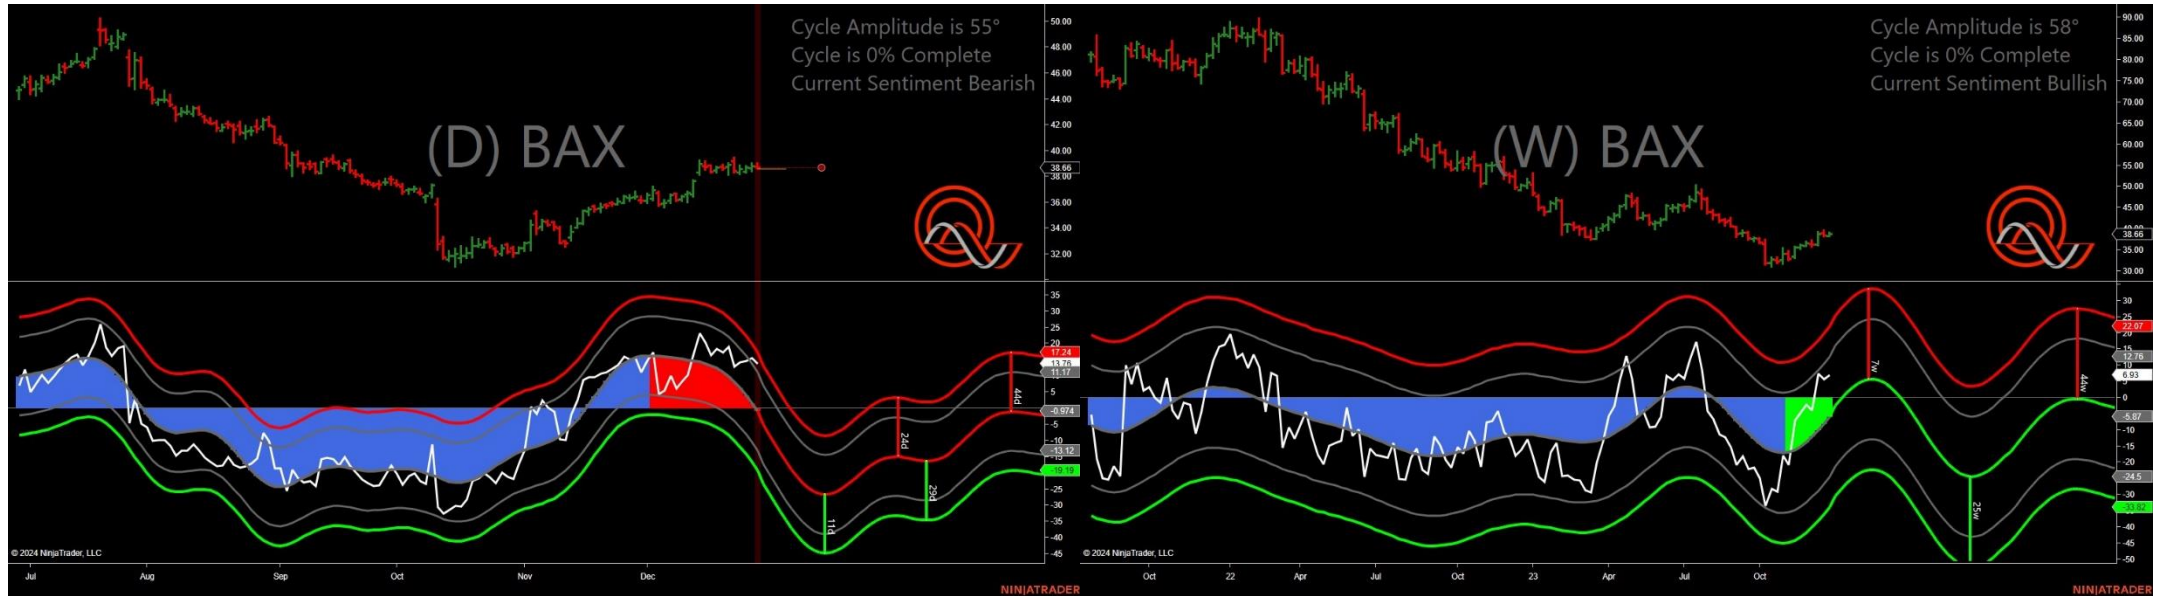 Cycle Amplitude is 55°
Cycle is 0% Complete
Current Sentiment Bearish
(D) BAX
50.00
48.00
46.00
44.00
42.00
40.00
38.66
38.00
36.00
34.00
32.00
35
30
25
20
17.24
13.76
11.17
5
-0.974
-5
-10
-13.12
-15
-19.19
-25
-30
-35
-40
-45
11d
24d
29d
44d
© 2024 NinjaTrader, LLC
Jul
Aug
Sep
Oct
Nov
Dec
NINJATRADER
Cycle Amplitude is 58°
Cycle is 0% Complete
Current Sentiment Bullish
(W) BAX
90.00
85.00
80.00
75.00
70.00
65.00
60.00
55.00
50.00
45.00
40.00
38.66
35.00
30.00
30
25
22.07
20
15
12.76
10
6.93
5
0
-5.87
-10
-15
-20
-24.5
-30
-33.82
-40
-45
-50
7w
25w
44w
© 2024 NinjaTrader, LLC
Oct
22
Apr
Jul
Oct
23
Apr
Jul
Oct
NINJATRADER